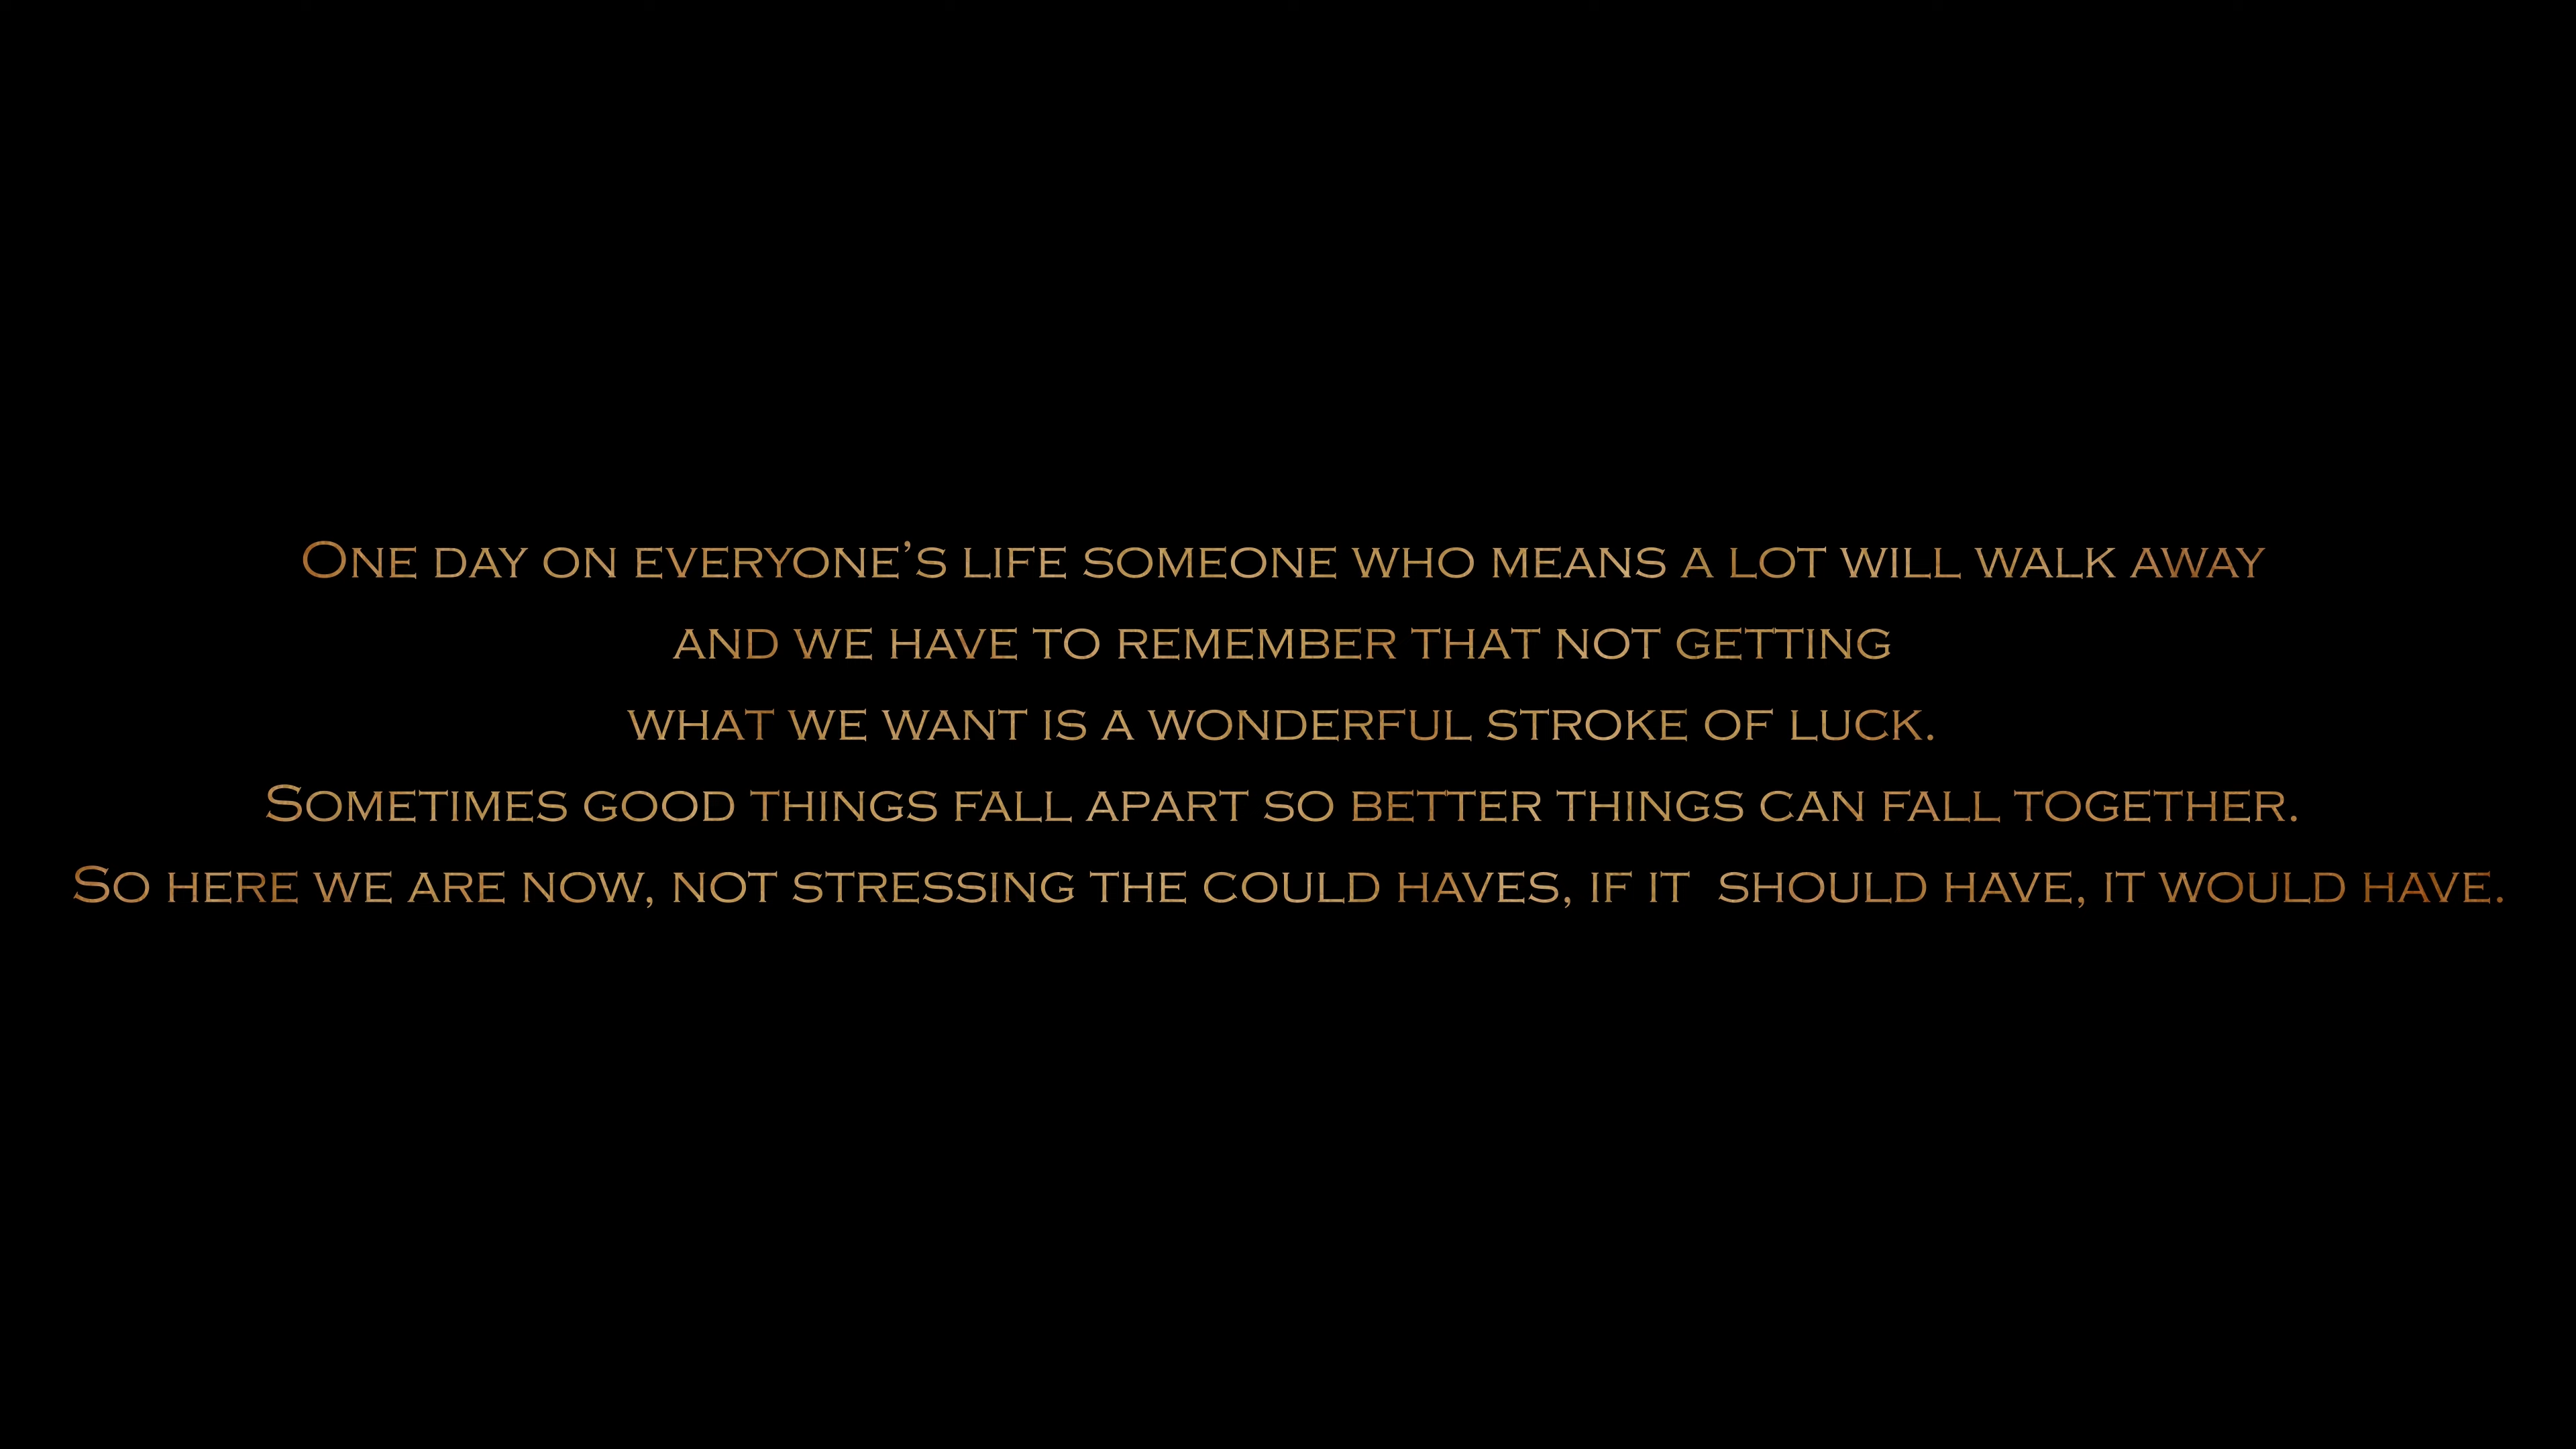 One day on everyone’s life someone who means a lot will walk away
and we have to remember that not getting
what we want is a wonderful stroke of luck.
Sometimes good things fall apart so better things can fall together.
So here we are now, not stressing the could haves, if it  should have, it would have.